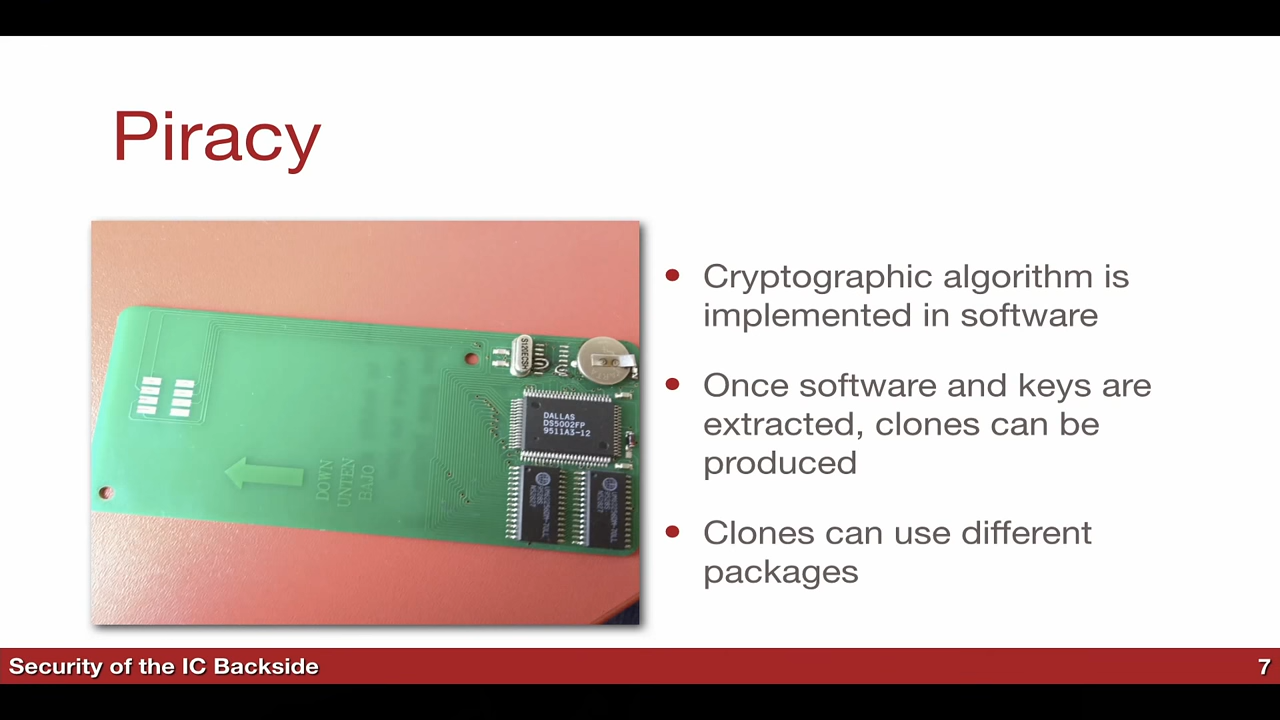 Piracy
S120ECSH
DALLAS
DS5002FP
9511A3-12
DOWN
UNTEN
BAJO
• Cryptographic algorithm is
implemented in software
• Once software and keys are
extracted, clones can be
produced
• Clones can use different
packages
Security of the IC Backside
7